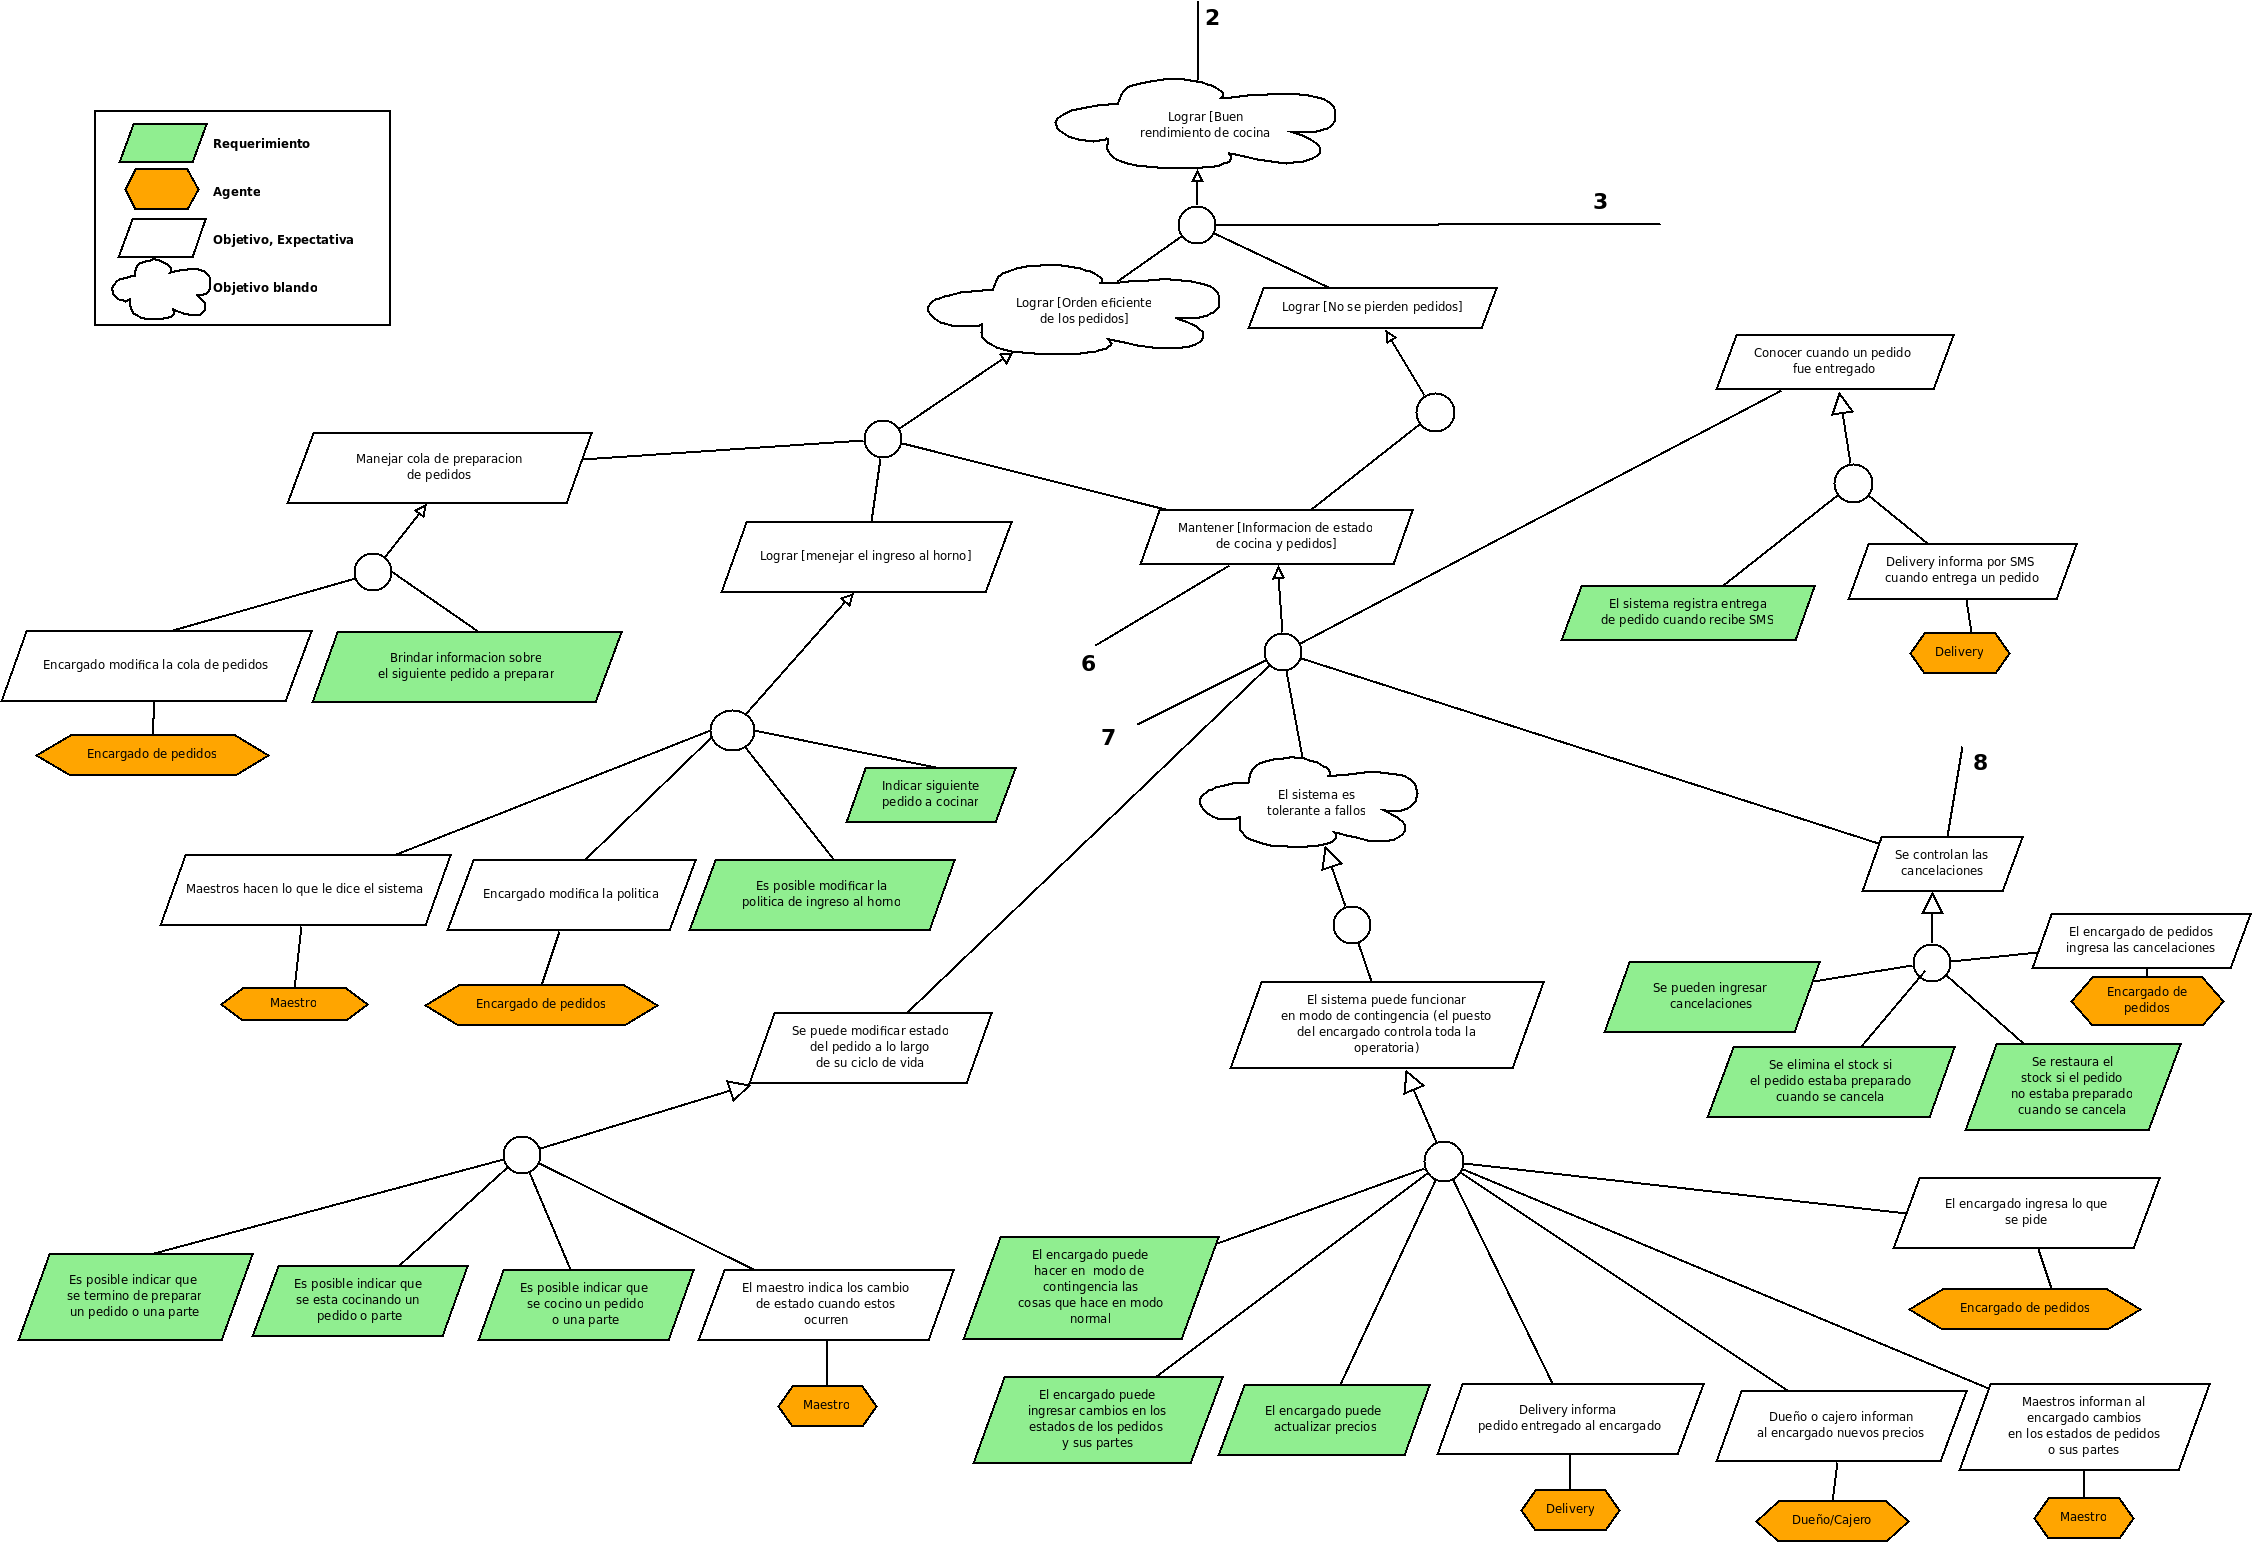 2
Lograr [Buen
rendimiento de cocina
Requerimiento
Agente
Objetivo, Expectativa
Objetivo blando
3
Lograr [Orden eficiente
de los pedidos]
Lograr [No se pierden pedidos]
Conocer cuando un pedido
fue entregado
Manejar cola de preparacion
de pedidos
Lograr [menejar el ingreso al horno]
Mantener [Informacion de estado
de cocina y pedidos]
Delivery informa por SMS
cuando entrega un pedido
El sistema registra entrega
de pedido cuando recibe SMS
Delivery
6
7
Encargado modifica la cola de pedidos
Brindar informacion sobre
el siguiente pedido a preparar
Encargado de pedidos
Indicar siguiente
pedido a cocinar
El sistema es
tolerante a fallos
8
Se controlan las
cancelaciones
Maestros hacen lo que le dice el sistema
Encargado modifica la politica
Es posible modificar la
politica de ingreso al horno
Maestro
Encargado de pedidos
El encargado de pedidos
ingresa las cancelaciones
Encargado de
pedidos
Se pueden ingresar
cancelaciones
Se elimina el stock si
el pedido estaba preparado
cuando se cancela
Se restaura el
stock si el pedido
no estaba preparado
cuando se cancela
Se puede modificar estado
del pedido a lo largo
de su ciclo de vida
El sistema puede funcionar
en modo de contingencia (el puesto
del encargado controla toda la
operatoria)
Es posible indicar que
se termino de preparar
un pedido o una parte
Es posible indicar que
se esta cocinando un
pedido o parte
Es posible indicar que
se cocino un pedido
o una parte
El maestro indica los cambio
de estado cuando estos
ocurren
Maestro
El encargado puede
hacer en  modo de
contingencia las
cosas que hace en modo
normal
El encargado ingresa lo que
se pide
Encargado de pedidos
El encargado puede
ingresar cambios en los
estados de los pedidos
y sus partes
El encargado puede
actualizar precios
Delivery informa
pedido entregado al encargado
Delivery
Dueño o cajero informan
al encargado nuevos precios
Dueño/Cajero
Maestros informan al
encargado cambios
en los estados de pedidos
o sus partes
Maestro